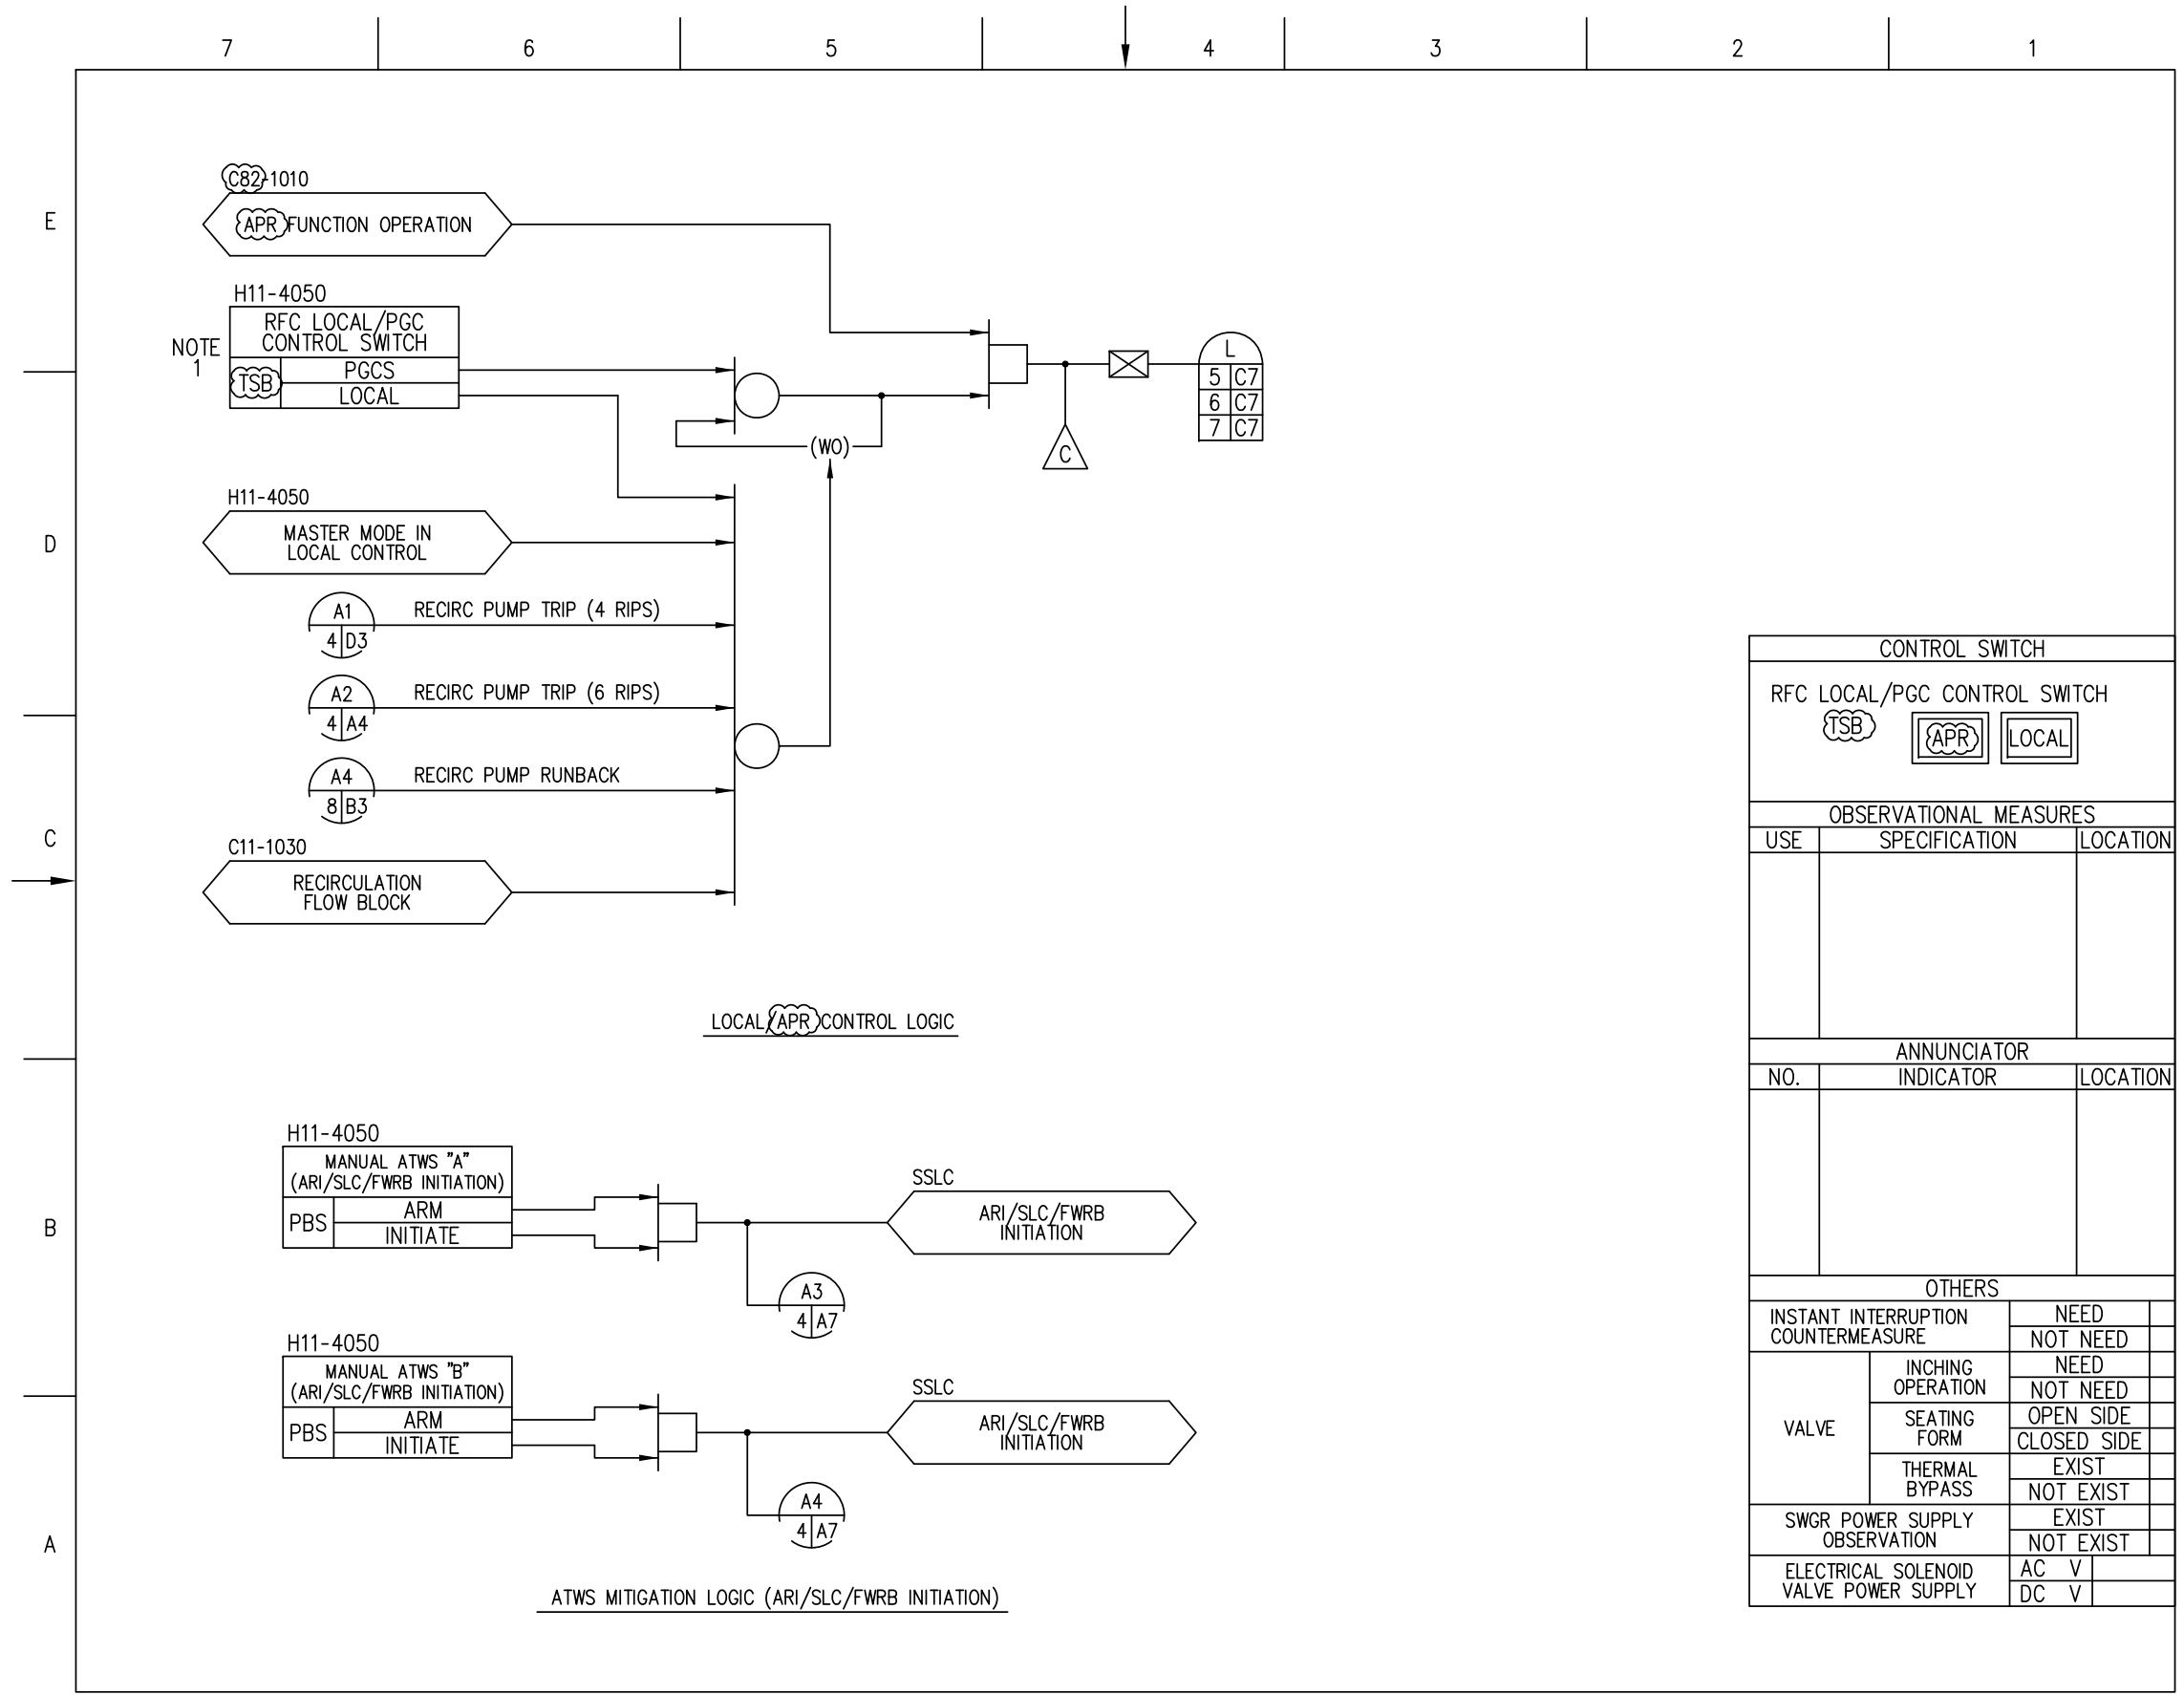 7 6 5 4 3 2 1
E
D
C
B
A
C82-1010
APR FUNCTION OPERATION
H11-4050
RFC LOCAL/PGC
CONTROL SWITCH
NOTE
1
TSB
PGCS
LOCAL
L
5 C7
6 C7
7 C7
C
(WO)
H11-4050
MASTER MODE IN
LOCAL CONTROL
A1
4 D3
RECIRC PUMP TRIP (4 RIPS)
A2
4 A4
RECIRC PUMP TRIP (6 RIPS)
A4
8 B3
RECIRC PUMP RUNBACK
C11-1030
RECIRCULATION
FLOW BLOCK
LOCAL/APR CONTROL LOGIC
H11-4050
MANUAL ATWS "A"
(ARI/SLC/FWRB INITIATION)
PBS
ARM
INITIATE
SSLC
ARI/SLC/FWRB
INITIATION
A3
4 A7
H11-4050
MANUAL ATWS "B"
(ARI/SLC/FWRB INITIATION)
PBS
ARM
INITIATE
SSLC
ARI/SLC/FWRB
INITIATION
A4
4 A7
ATWS MITIGATION LOGIC (ARI/SLC/FWRB INITIATION)
CONTROL SWITCH
RFC LOCAL/PGC CONTROL SWITCH
TSB APR LOCAL
OBSERVATIONAL MEASURES
USE SPECIFICATION LOCATION
ANNUNCIATOR
NO. INDICATOR LOCATION
OTHERS
INSTANT INTERRUPTION
COUNTERMEASURE
NEED
NOT NEED
VALVE
INCHING
OPERATION
NEED
NOT NEED
SEATING
FORM
OPEN SIDE
CLOSED SIDE
THERMAL
BYPASS
EXIST
NOT EXIST
SWGR POWER SUPPLY
OBSERVATION
EXIST
NOT EXIST
ELECTRICAL SOLENOID
VALVE POWER SUPPLY
AC V
DC V